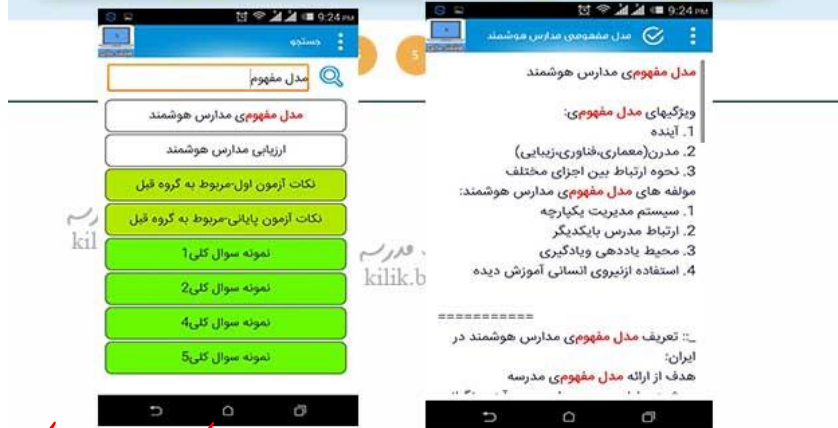 9:24 PM
جستجو
مدل مفهوم
مدل مفهومی مدارس هوشمند
ارزیابی مدارس هوشمند
نکات آزمون اول-مربوط به گروه قبل
نکات آزمون پایانی-مربوط به گروه قبل
نمونه سوال کلی1
نمونه سوال کلی2
نمونه سوال کلی4
نمونه سوال کلی5
9:24 PM
مدل مفهومی مدارس هوشمند
مدل مفهومی مدارس هوشمند
ویژگیهای مدل مفهومی:
1. آینده
2. مدرن(معماری،فناوری،زیبایی)
3. نحوه ارتباط بین اجزای مختلف
مولفه های مدل مفهومی مدارس هوشمند:
1. سیستم مدیریت یکپارچه
2. ارتباط مدرس بایکدیگر
3. محیط یاددهی ویادگیری
4. استفاده ازنیروی انسانی آموزش دیده
===========
_:: تعریف مدل مفهومی مدارس هوشمند در
ایران:
هدف از ارائه مدل مفهومی مدرسه
5
مدرسه
kilik.b
kil